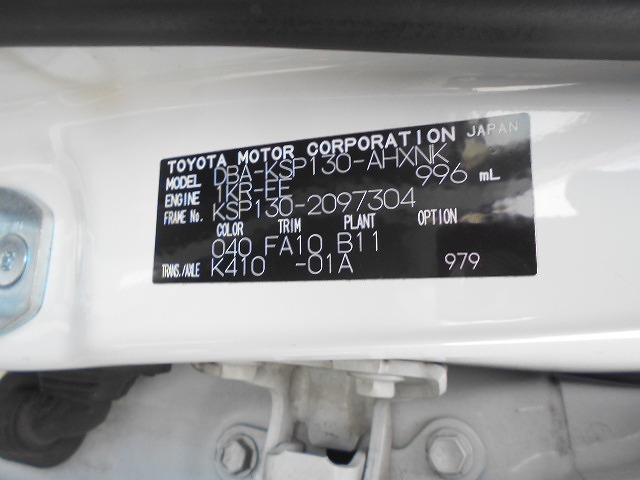 TOYOTA MOTOR CORPORATION JAPAN
MODEL DBA-KSP130-AHXNK
ENGINE 1KR-FE 996 mL
FRAME No. KSP130-2097304
COLOR TRIM PLANT OPTION
040 FA10 B11
TRANS./AXLE K410 -01A 979